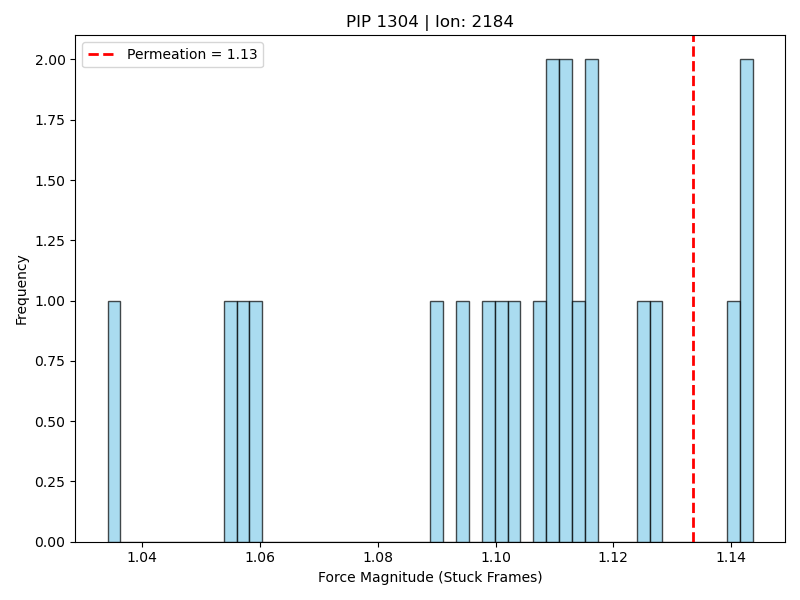 PIP 1304 | Ion: 2184
Permeation = 1.13
2.00
1.75
1.50
1.25
1.00
0.75
0.50
0.25
0.00
Frequency
1.04 1.06 1.08 1.10 1.12 1.14
Force Magnitude (Stuck Frames)